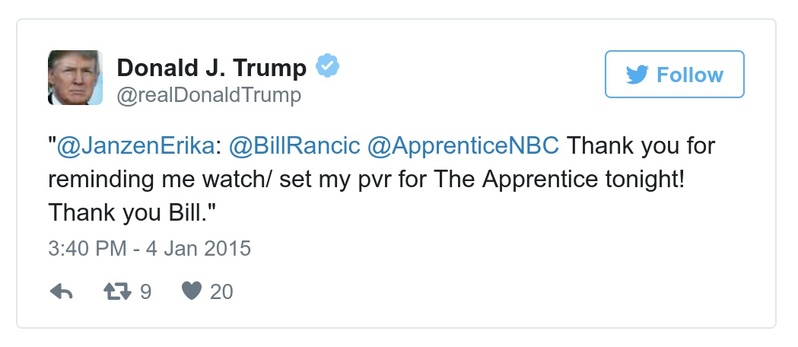 Donald J. Trump
@realDonaldTrump
Follow
"@JanzenErika: @BillRancic @ApprenticeNBC Thank you for
reminding me watch/ set my pvr for The Apprentice tonight!
Thank you Bill."
3:40 PM - 4 Jan 2015
9 20